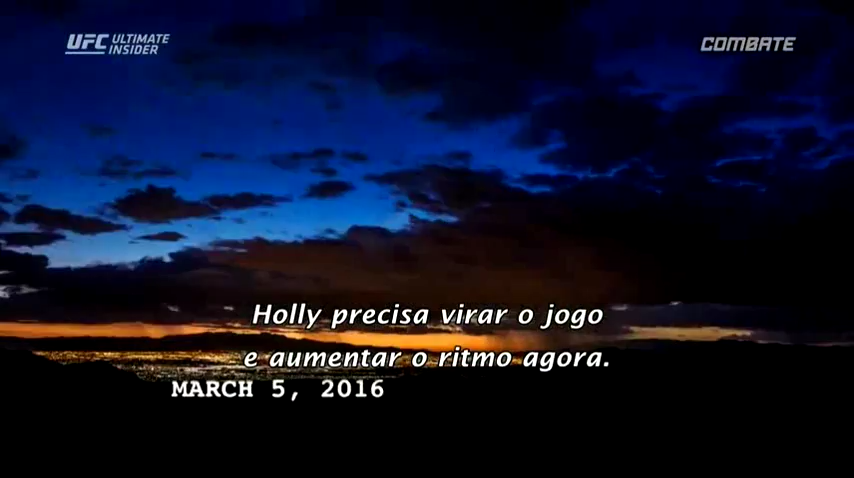 UFC ULTIMATE
INSIDER
COMBATE
Holly precisa virar o jogo
e aumentar o ritmo agora.
MARCH 5, 2016